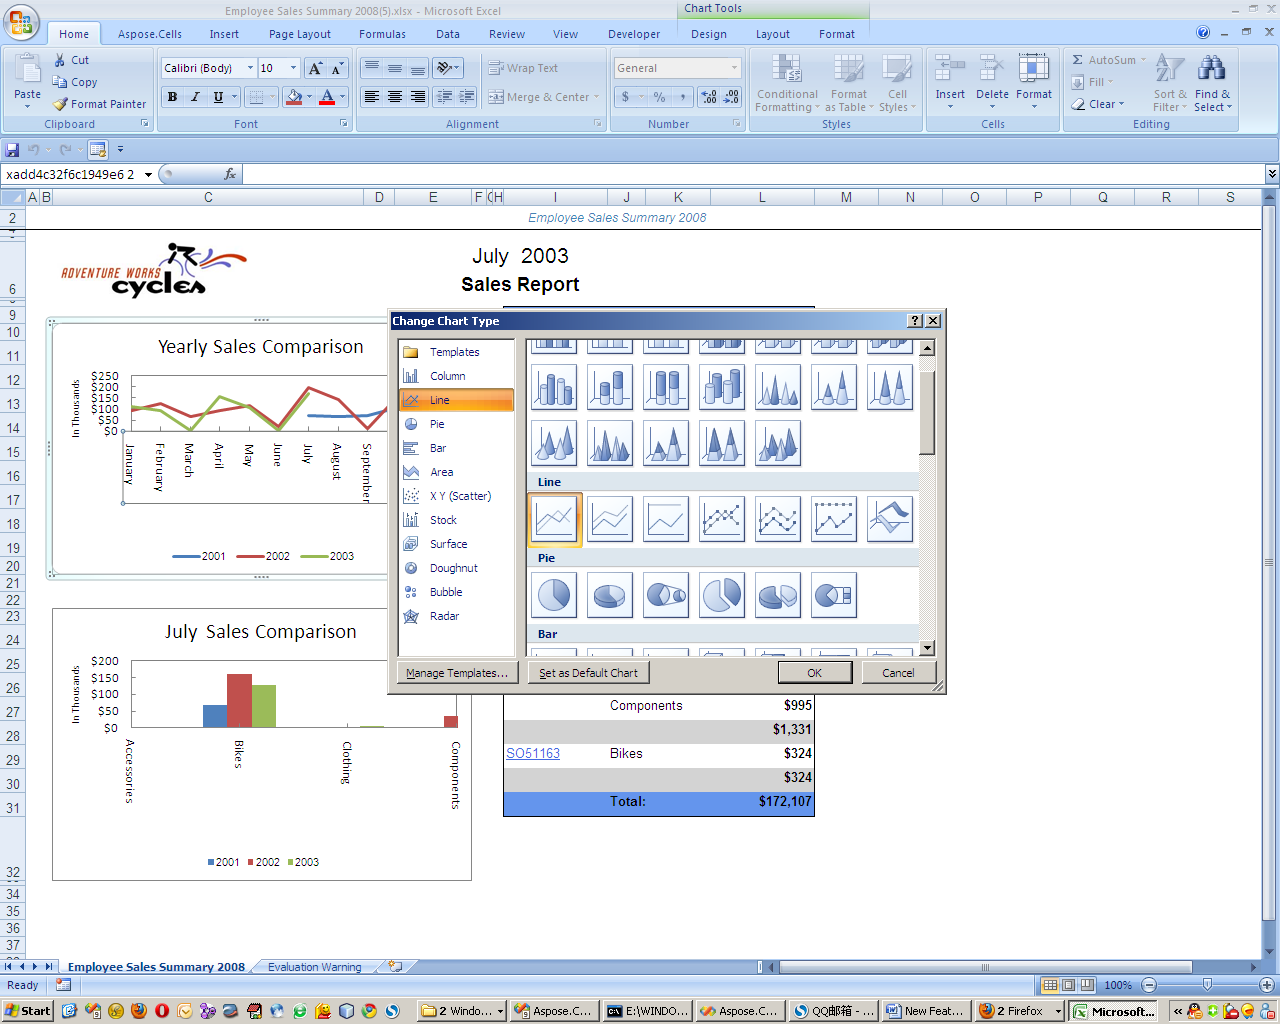 Employee Sales Summary 2008(5).xlsx - Microsoft Excel
Chart Tools
Home
Aspose.Cells
Insert
Page Layout
Formulas
Data
Review
View
Developer
Design
Layout
Format
Paste
Cut
Copy
Format Painter
Clipboard
Calibri (Body)
10
B I U
Font
Wrap Text
Merge & Center
Alignment
General
$ % ,
Number
Conditional Formatting
Format as Table
Cell Styles
Styles
Insert
Delete
Format
Cells
AutoSum
Fill
Clear
Sort & Filter
Find & Select
Editing
xadd4c32f6c1949e6 2
fx
A B C D E F G H I J K L M N O P Q R S
2
6
9
10
11
12
13
14
15
16
17
18
19
20
21
22
23
24
25
26
27
28
29
30
31
32
34
35
36
37
Employee Sales Summary 2008
ADVENTURE WORKS
cycles
July 2003
Sales Report
Yearly Sales Comparison
In Thousands
$250
$200
$150
$100
$50
$0
January
February
March
April
May
June
July
August
September
2001
2002
2003
July Sales Comparison
In Thousands
$200
$150
$100
$50
$0
Accessories
Bikes
Clothing
Components
2001
2002
2003
Change Chart Type
Templates
Column
Line
Pie
Bar
Area
X Y (Scatter)
Stock
Surface
Doughnut
Bubble
Radar
Line
Pie
Bar
Manage Templates...
Set as Default Chart
OK
Cancel
Components $995
$1,331
SO51163 Bikes $324
$324
Total: $172,107
Employee Sales Summary 2008
Evaluation Warning
Ready
100%
Start
2 Windo...
Aspose.C...
E:\WINDO...
Aspose.C...
QQ邮箱 - ...
New Feat...
2 Firefox
Microsoft...